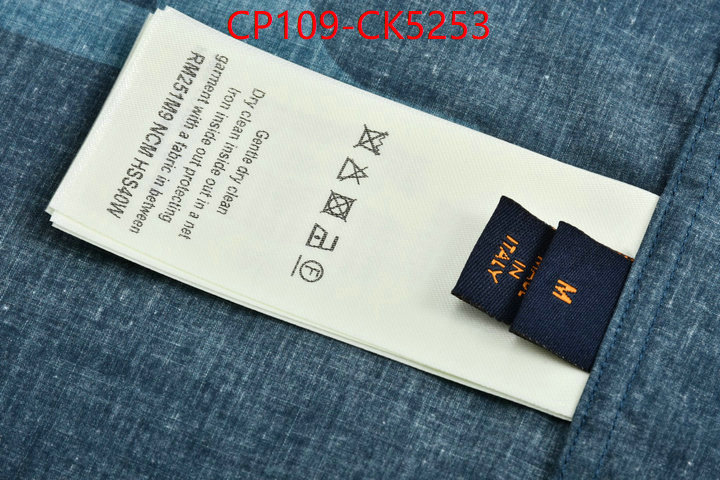 CP109-CK5253
Gentle dry clean
Dry clean inside out in a net
Iron inside out protecting
garment with a fabric in between
RM251M9 NCM HSS40W
F
MADE
IN
ITALY
M